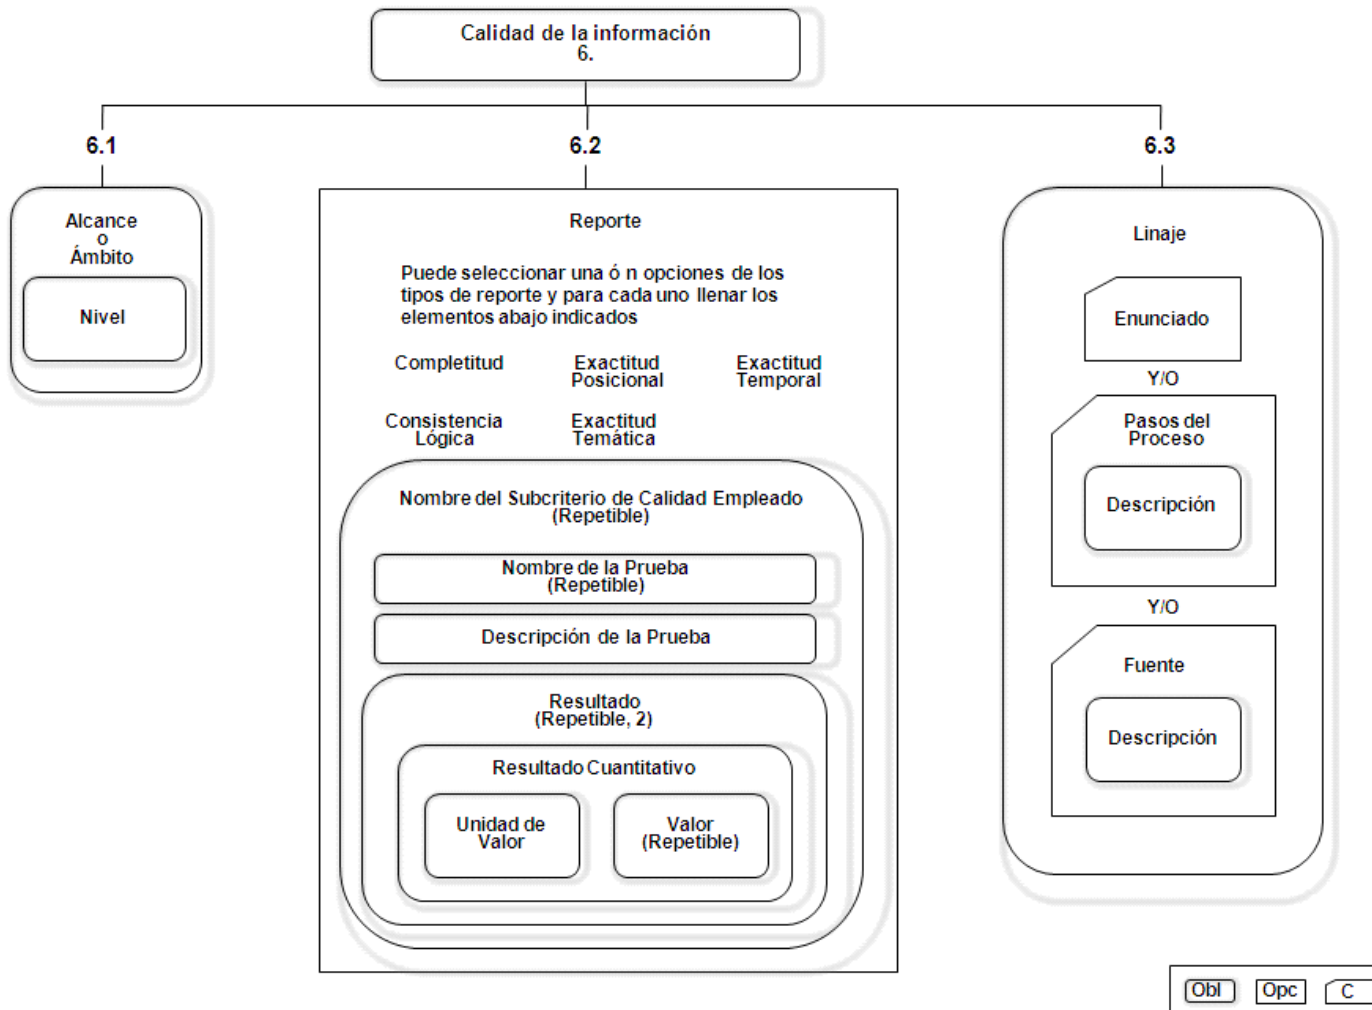 Calidad de la información
6.
6.1
6.2
6.3
Alcance
o
Ámbito
Nivel
Reporte
Puede seleccionar una ó n opciones de los
tipos de reporte y para cada uno llenar los
elementos abajo indicados
Completitud
Exactitud
Posicional
Exactitud
Temporal
Consistencia
Lógica
Exactitud
Temática
Nombre del Subcriterio de Calidad Empleado
(Repetible)
Nombre de la Prueba
(Repetible)
Descripción de la Prueba
Resultado
(Repetible, 2)
Resultado Cuantitativo
Unidad de
Valor
Valor
(Repetible)
Linaje
Enunciado
Y/O
Pasos del
Proceso
Descripción
Y/O
Fuente
Descripción
Obl
Opc
C